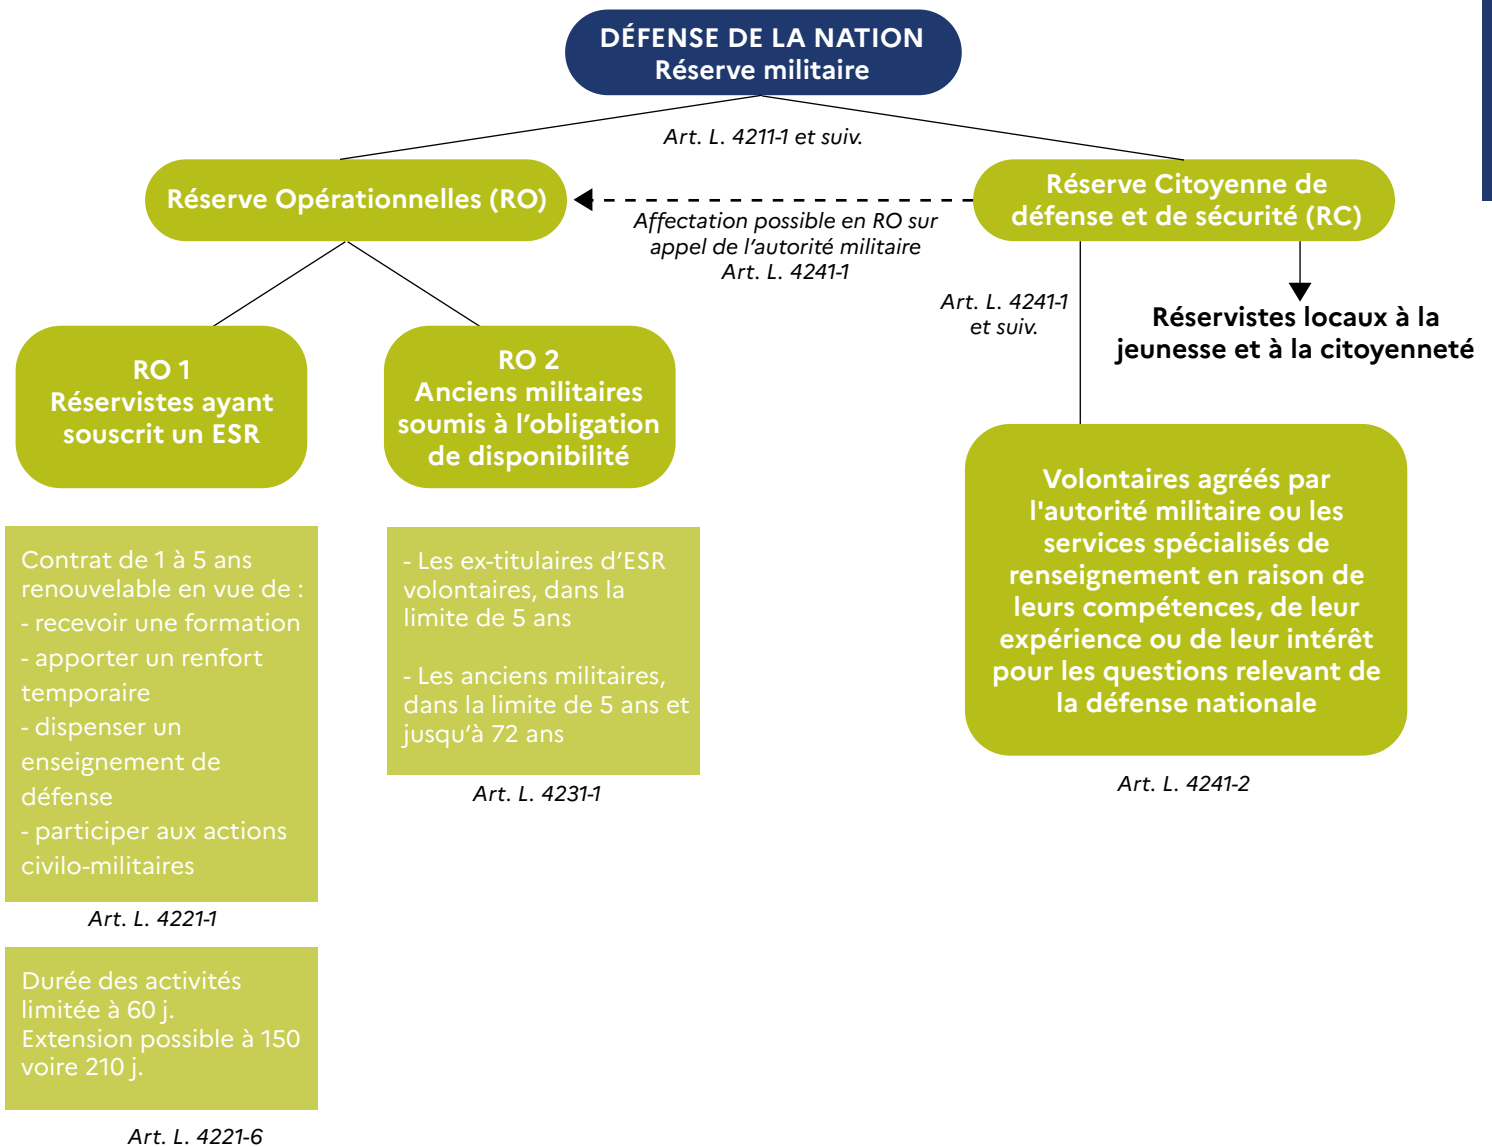 DÉFENSE DE LA NATION
Réserve militaire
Art. L. 4211-1 et suiv.
Réserve Opérationnelles (RO)
Réserve Citoyenne de
défense et de sécurité (RC)
Affectation possible en RO sur
appel de l'autorité militaire
Art. L. 4241-1
Art. L. 4241-1
et suiv.
Réservistes locaux à la
jeunesse et à la citoyenneté
RO 1
Réservistes ayant
souscrit un ESR
RO 2
Anciens militaires
soumis à l'obligation
de disponibilité
Volontaires agréés par
l'autorité militaire ou les
services spécialisés de
renseignement en raison de
leurs compétences, de leur
expérience ou de leur intérêt
pour les questions relevant de
la défense nationale
Art. L. 4241-2
Contrat de 1 à 5 ans
renouvelable en vue de :
- recevoir une formation
- apporter un renfort
temporaire
- dispenser un
enseignement de
défense
- participer aux actions
civilo-militaires
Art. L. 4221-1
- Les ex-titulaires d'ESR
volontaires, dans la
limite de 5 ans
- Les anciens militaires,
dans la limite de 5 ans et
jusqu'à 72 ans
Art. L. 4231-1
Durée des activités
limitée à 60 j.
Extension possible à 150
voire 210 j.
Art. L. 4221-6